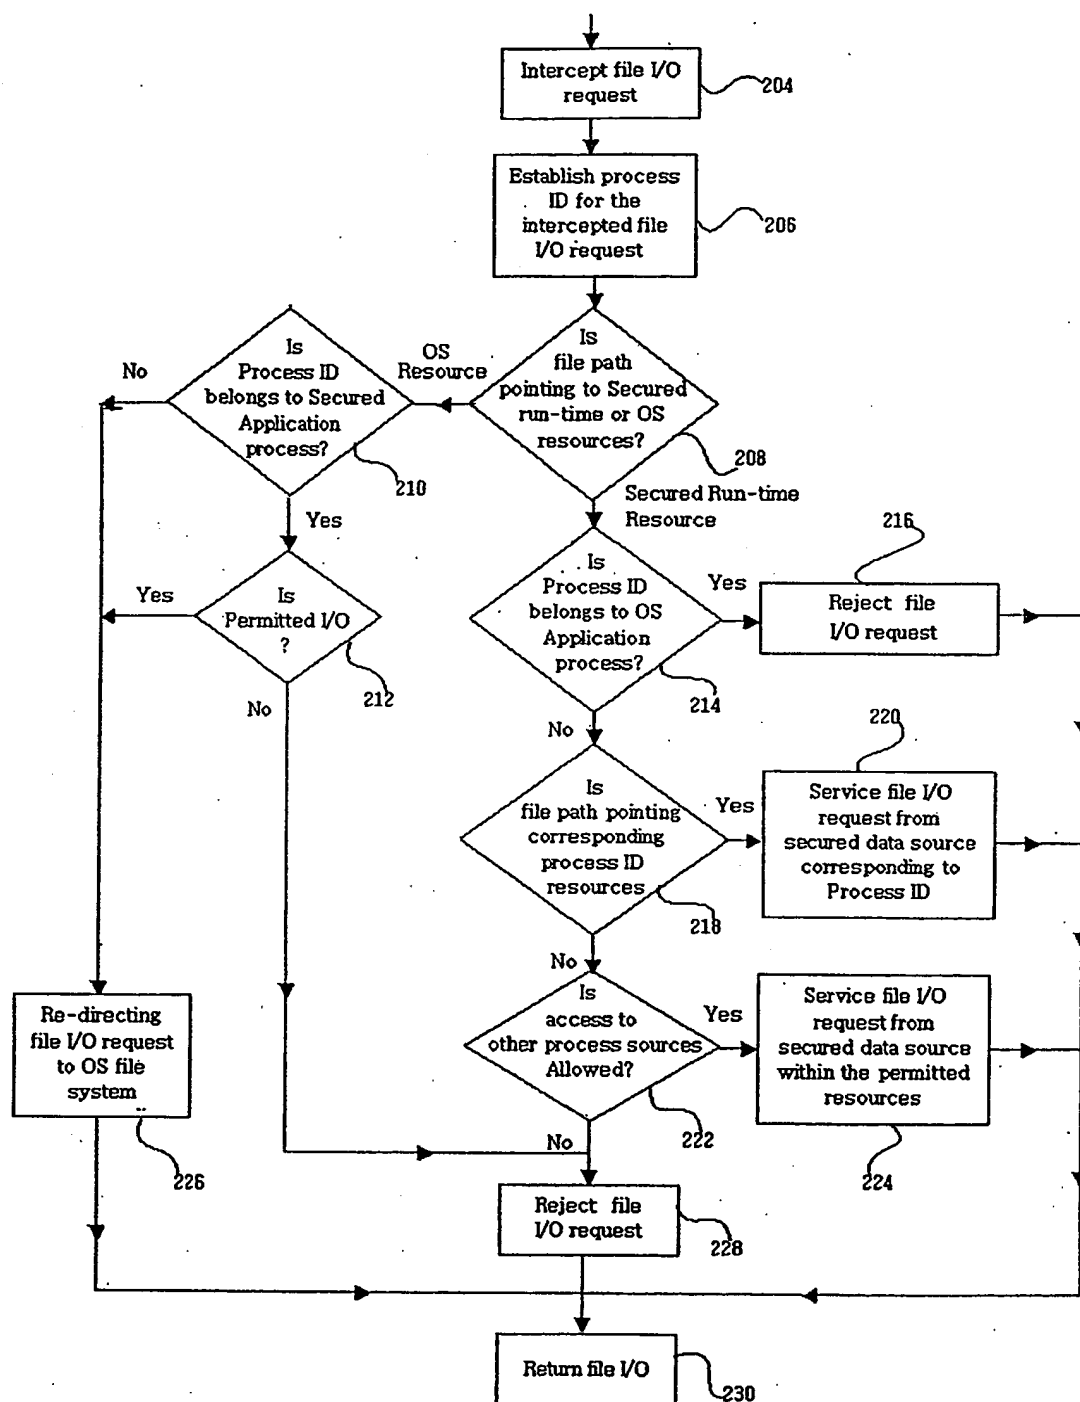 Intercept file I/O
request
204
Establish process
ID for the
intercepted file
I/O request
206
Is
file path
pointing to Secured
run-time or OS
resources?
208
OS
Resource
Is
Process ID
belongs to Secured
Application
process?
210
No
Yes
Is
Permitted I/O
?
212
Yes
No
Secured Run-time
Resource
Is
Process ID
belongs to OS
Application
process?
214
Yes
216
Reject file
I/O request
No
Is
file path pointing
corresponding
process ID
resources
218
Yes
220
Service file I/O
request from
secured data source
corresponding to
Process ID
No
Is
access to
other process sources
Allowed?
222
Yes
Service file I/O
request from
secured data source
within the permitted
resources
224
Re-directing
file I/O request
to OS file
system
226
No
Reject file
I/O request
228
Return file I/O
230